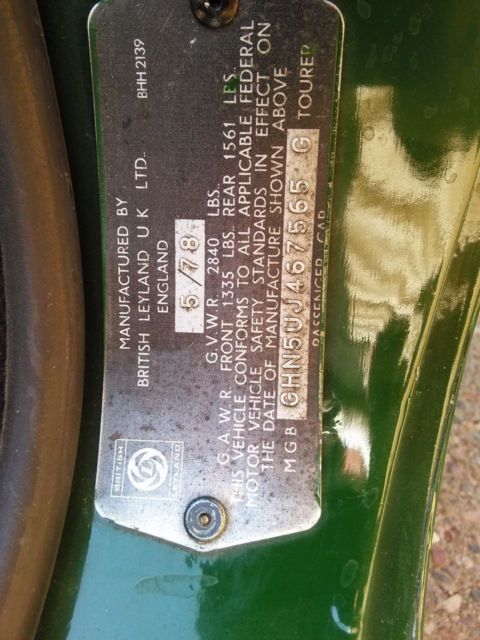 MANUFACTURED BY
BRITISH LEYLAND U K LTD. BHH 2139
ENGLAND
5/78
G.V.W.R. 2840 LBS.
G.A.W.R. FRONT 1335 LBS. REAR 1561 LBS.
THIS VEHICLE CONFORMS TO ALL APPLICABLE FEDERAL
MOTOR VEHICLE SAFETY STANDARDS IN EFFECT ON
THE DATE OF MANUFACTURE SHOWN ABOVE
MGB GHN5UJ467565 G TOURER
PASSENGER CAR
BRITISH
LEYLAND